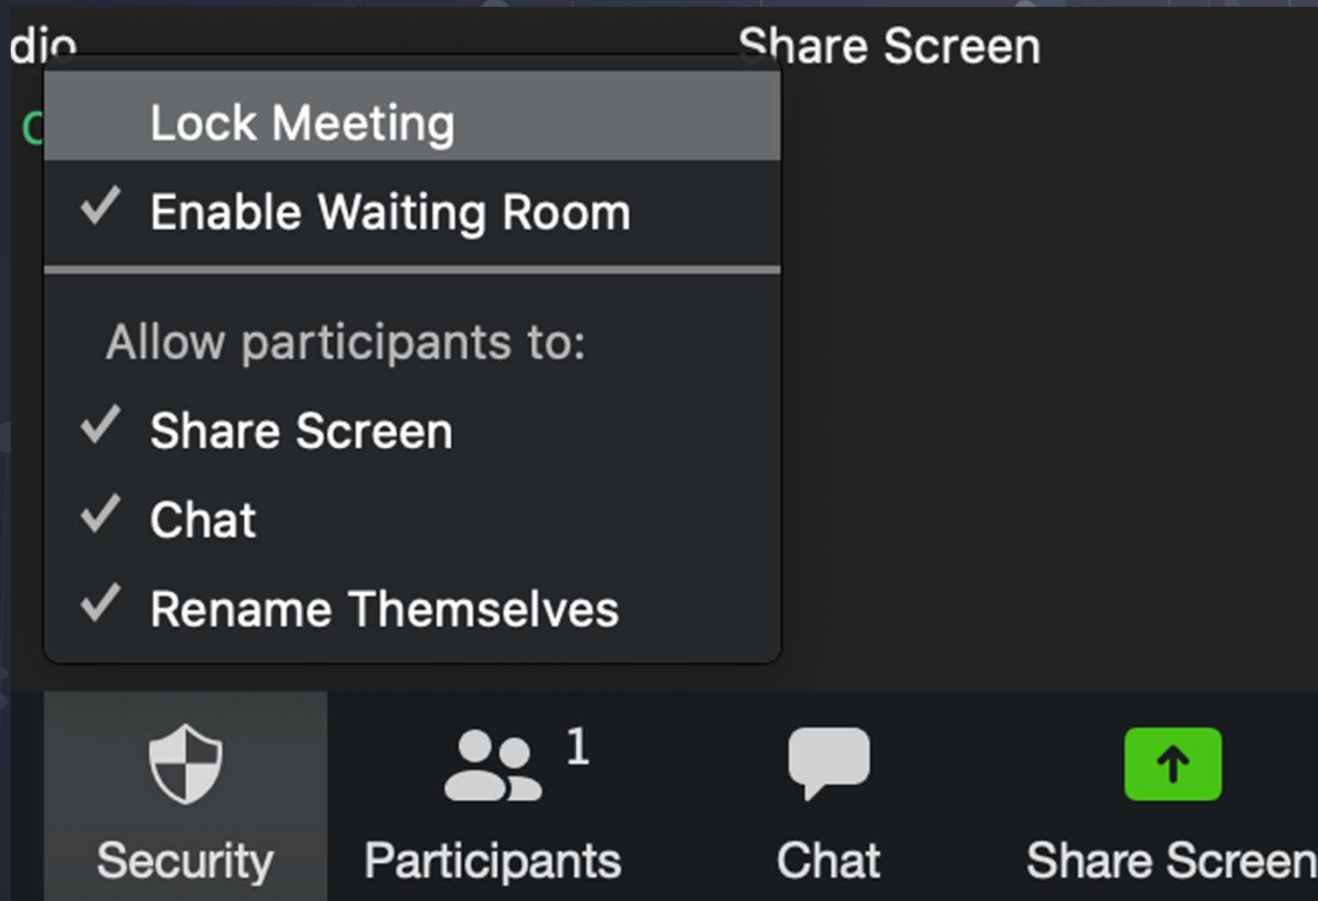 dio
Share Screen
Lock Meeting
Enable Waiting Room
Allow participants to:
Share Screen
Chat
Rename Themselves
1
Security
Participants
Chat
Share Screen